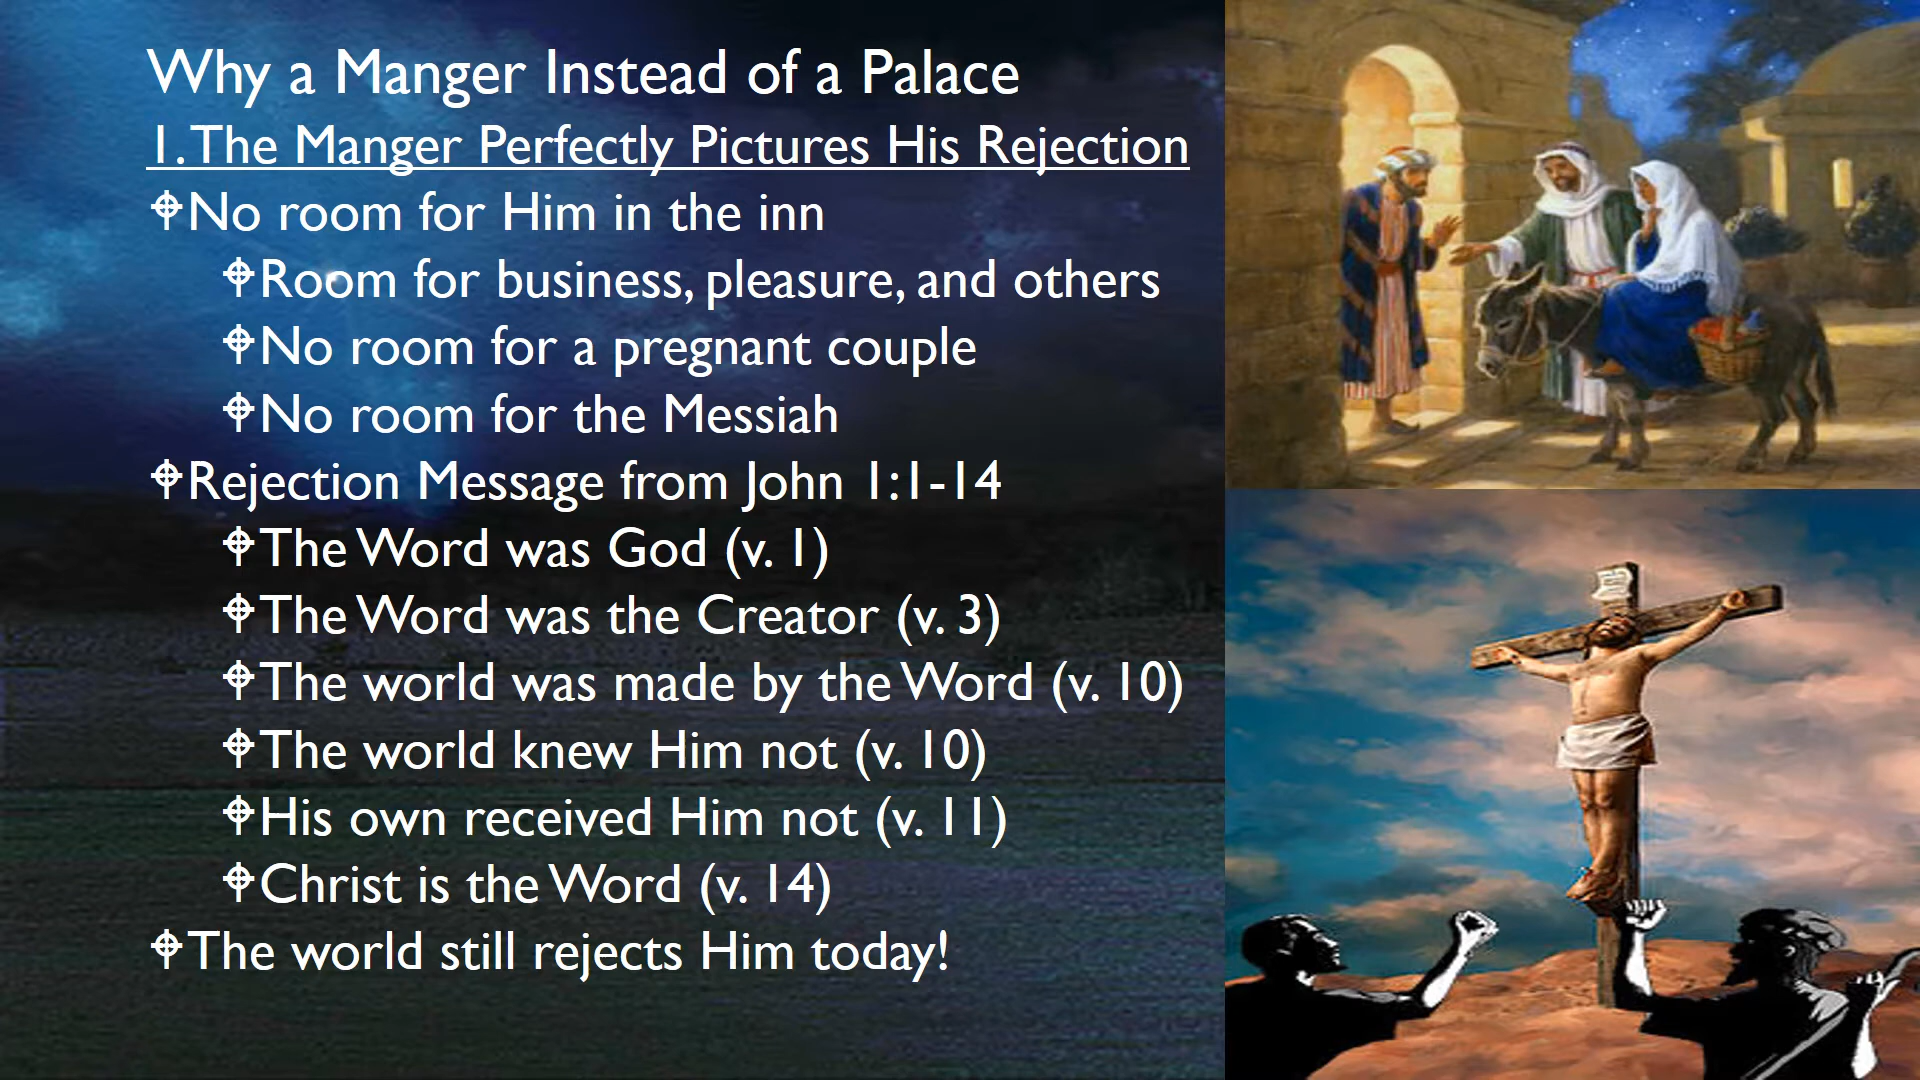 Why a Manger Instead of a Palace
1. The Manger Perfectly Pictures His Rejection
No room for Him in the inn
Room for business, pleasure, and others
No room for a pregnant couple
No room for the Messiah
Rejection Message from John 1:1-14
The Word was God (v. 1)
The Word was the Creator (v. 3)
The world was made by the Word (v. 10)
The world knew Him not (v. 10)
His own received Him not (v. 11)
Christ is the Word (v. 14)
The world still rejects Him today!